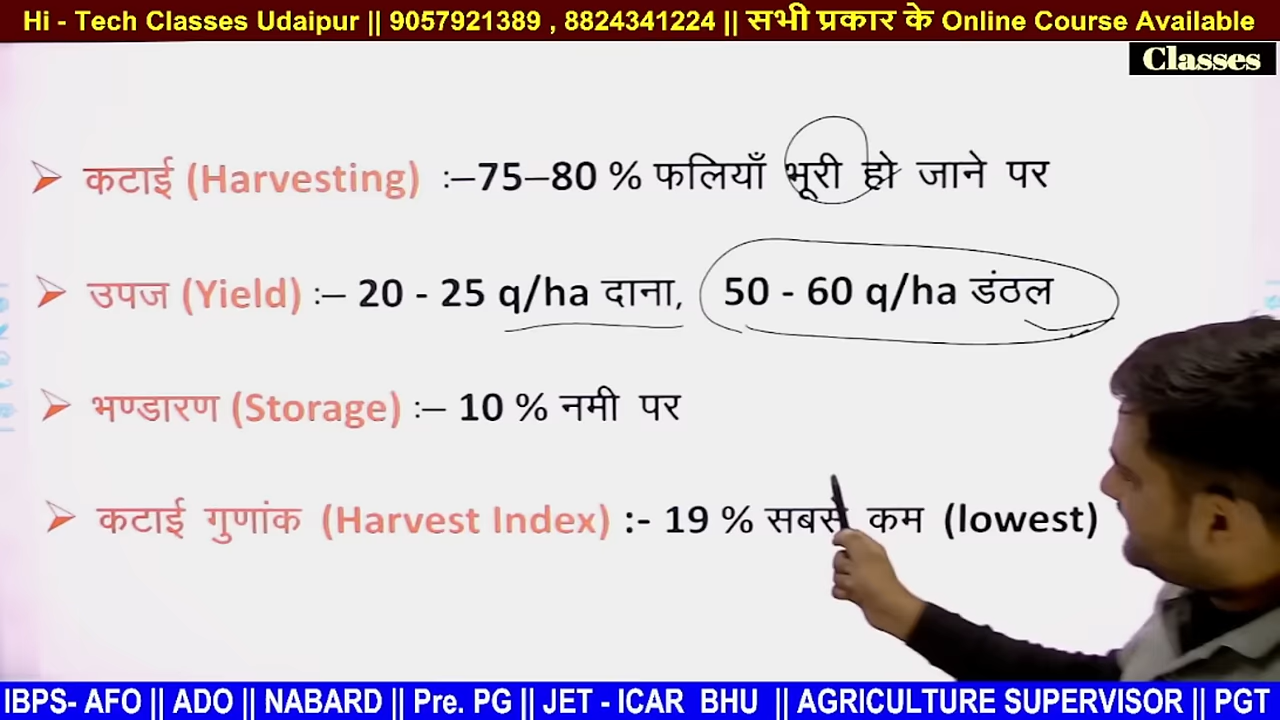 Hi - Tech Classes Udaipur || 9057921389 , 8824341224 || सभी प्रकार के Online Course Available
Classes
कटाई (Harvesting) :–75–80 % फलियाँ भूरी हो जाने पर
उपज (Yield) :– 20 - 25 q/ha दाना, 50 - 60 q/ha डंठल
भण्डारण (Storage) :– 10 % नमी पर
कटाई गुणांक (Harvest Index) :- 19 % सबसे कम (lowest)
IBPS- AFO || ADO || NABARD || Pre. PG || JET - ICAR BHU || AGRICULTURE SUPERVISOR || PGT